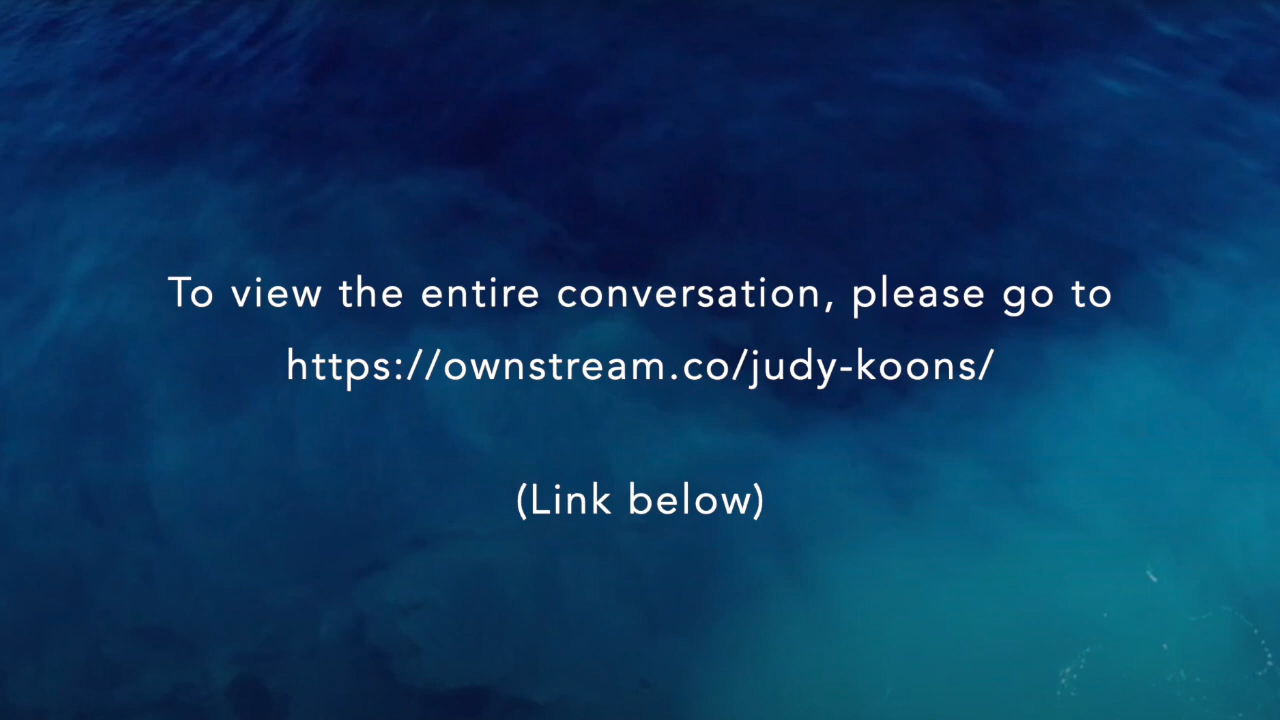 To view the entire conversation, please go to
https://ownstream.co/judy-koons/
(Link below)